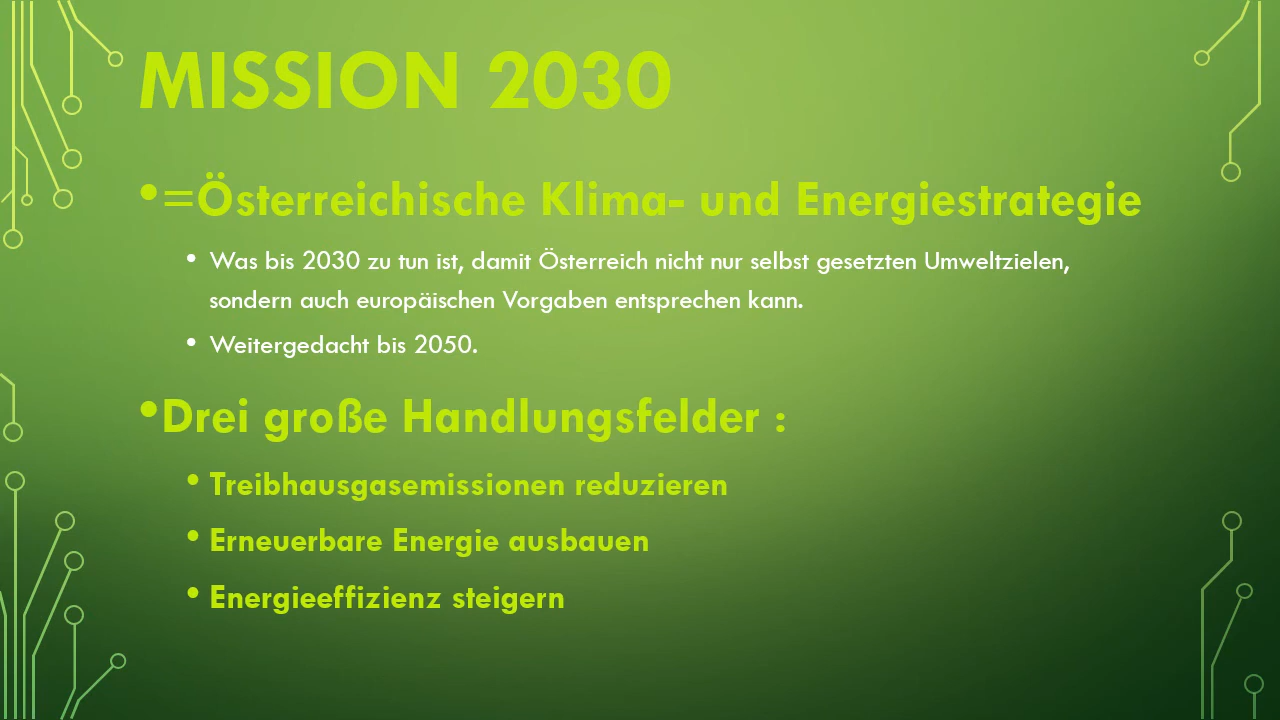 MISSION 2030
•=Österreichische Klima- und Energiestrategie
• Was bis 2030 zu tun ist, damit Österreich nicht nur selbst gesetzten Umweltzielen,
sondern auch europäischen Vorgaben entsprechen kann.
• Weitergedacht bis 2050.
•Drei große Handlungsfelder :
• Treibhausgasemissionen reduzieren
• Erneuerbare Energie ausbauen
• Energieeffizienz steigern